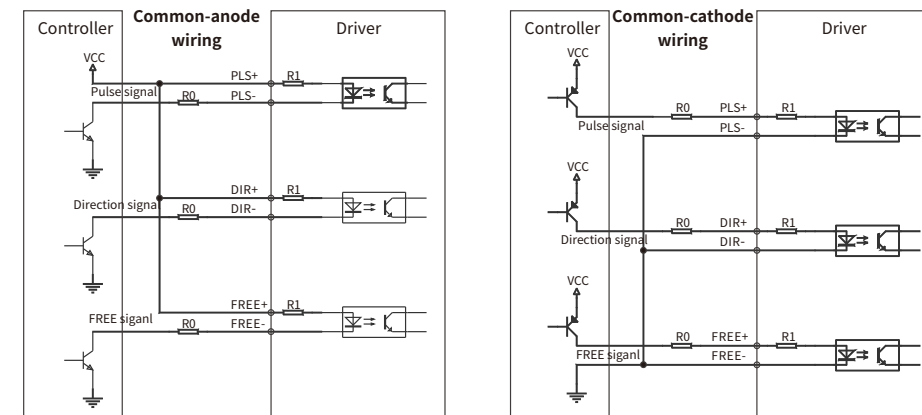 Controller
Common-anode
wiring
Driver
VCC
PLS+
R1
Pulse signal
R0
PLS-
DIR+
R1
Direction signal
R0
DIR-
FREE+
R1
FREE siganl
R0
FREE-
Controller
Common-cathode
wiring
Driver
VCC
R0
PLS+
R1
Pulse signal
PLS-
VCC
R0
DIR+
R1
Direction signal
DIR-
VCC
R0
FREE+
R1
FREE siganl
FREE-